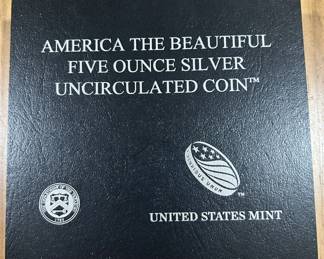 AMERICA THE BEAUTIFUL
FIVE OUNCE SILVER
UNCIRCULATED COIN™
UNITED STATES MINT